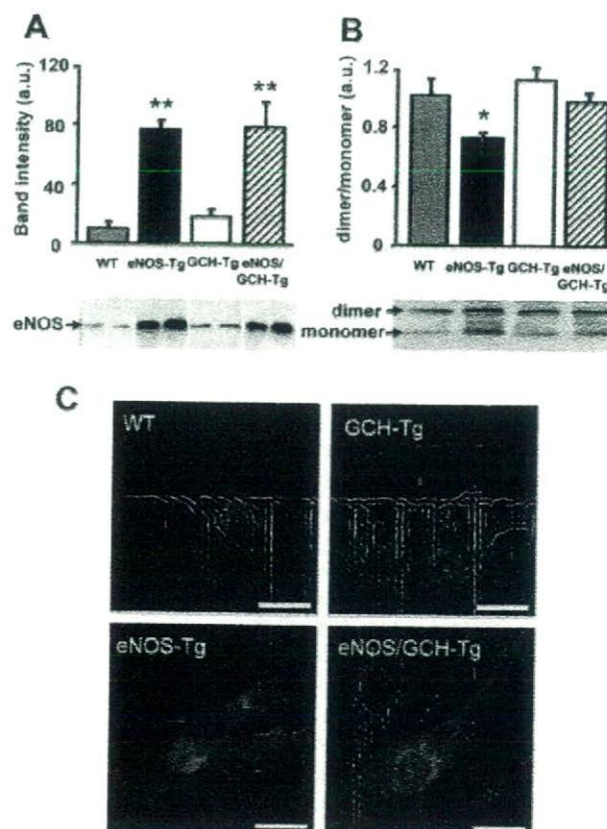 A
B
Band intensity (a.u.)
120
80
40
0
**
**
WT eNOS-Tg GCH-Tg eNOS/
GCH-Tg
eNOS
dimer/monomer (a.u.)
1.2
0.8
0.4
0
*
WT eNOS-Tg GCH-Tg eNOS/
GCH-Tg
dimer
monomer
C
WT
GCH-Tg
eNOS-Tg
eNOS/GCH-Tg